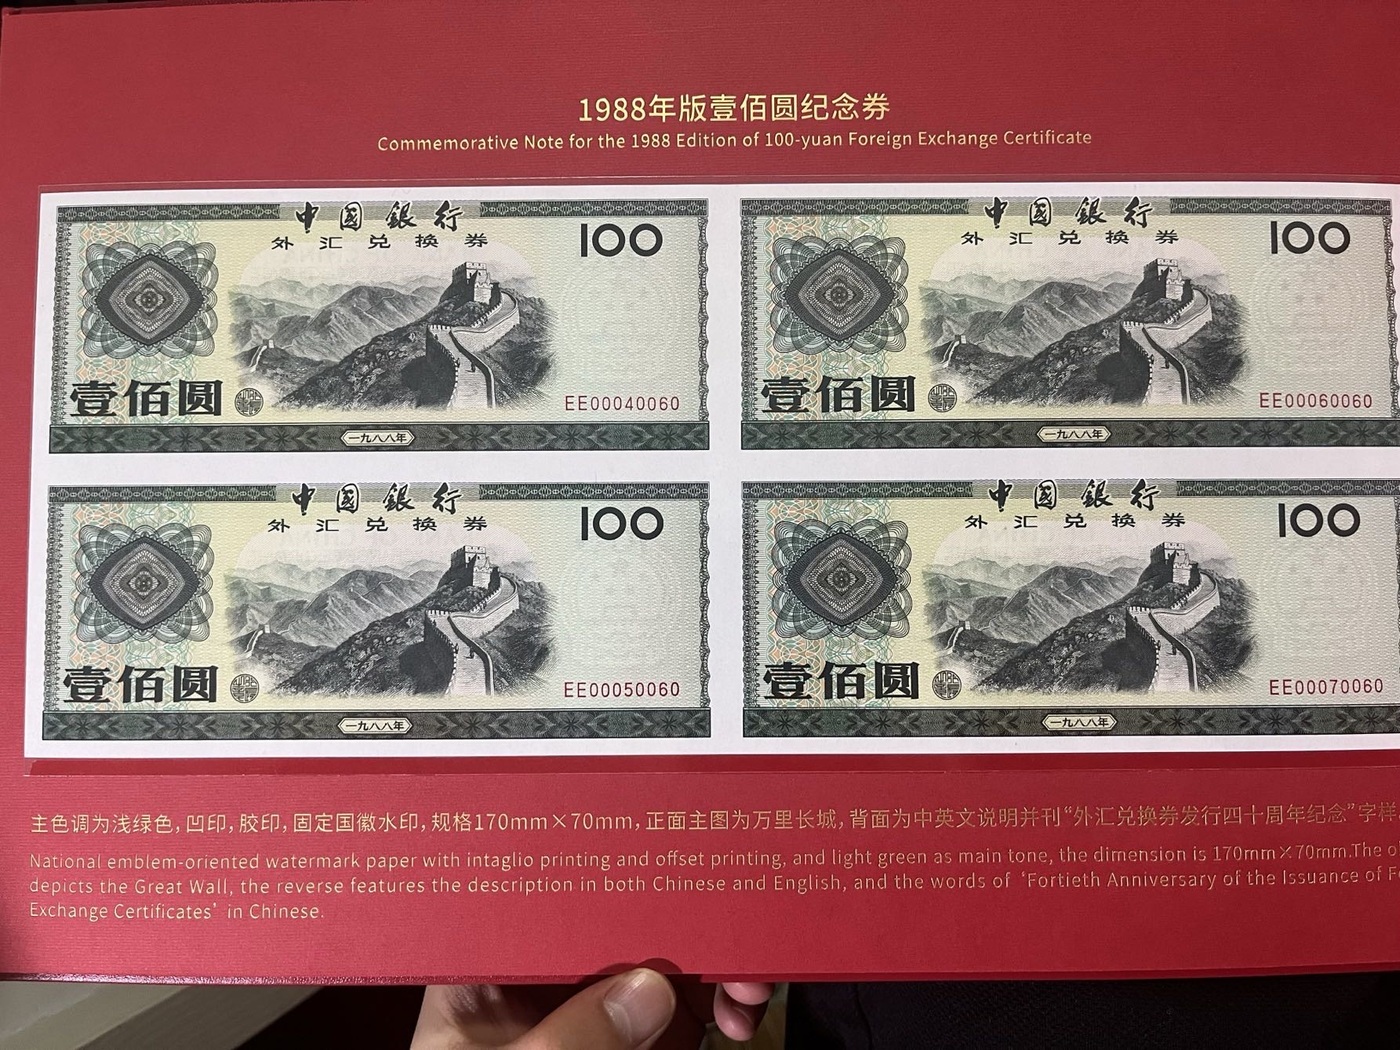 1988年版壹佰圆纪念券
Commemorative Note for the 1988 Edition of 100-yuan Foreign Exchange Certificate
中国銀行
外汇兑换券
100
壹佰圆
EE00040060
一九八八年
中国銀行
外汇兑换券
100
壹佰圆
EE00060060
一九八八年
中国銀行
外汇兑换券
100
壹佰圆
EE00050060
一九八八年
中国銀行
外汇兑换券
100
壹佰圆
EE00070060
一九八八年
主色调为浅绿色,凹印,胶印,固定国徽水印,规格170mm×70mm,正面主图为万里长城,背面为中英文说明并刊“外汇兑换券发行四十周年纪念”字样
National emblem-oriented watermark paper with intaglio printing and offset printing, and light green as main tone, the dimension is 170mm×70mm.The
depicts the Great Wall, the reverse features the description in both Chinese and English, and the words of ‘Fortieth Anniversary of the Issuance of
Exchange Certificates’ in Chinese.